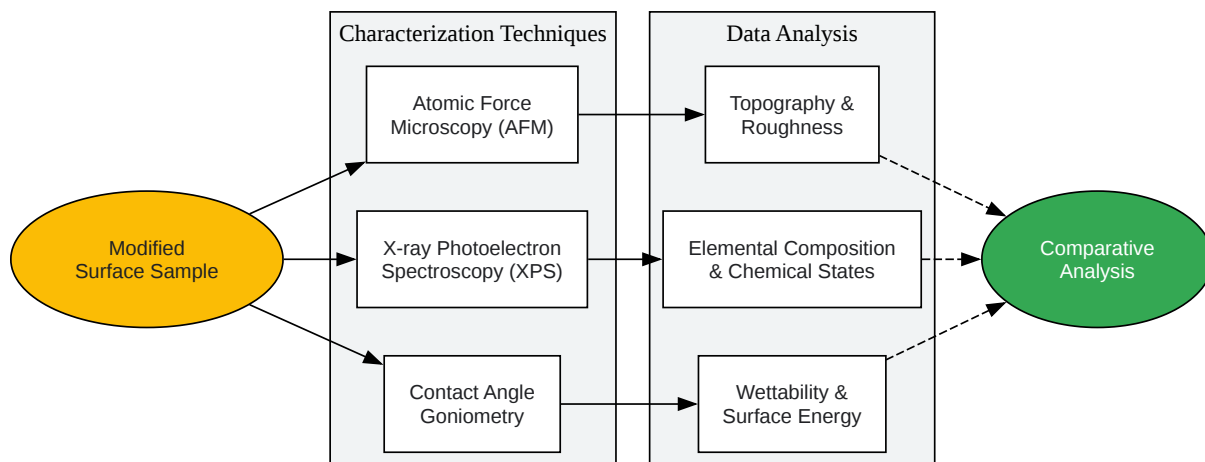 Characterization Techniques
Data Analysis
Atomic Force
Microscopy (AFM)
Topography &
Roughness
Modified
Surface Sample
X-ray Photoelectron
Spectroscopy (XPS)
Elemental Composition
& Chemical States
Comparative
Analysis
Contact Angle
Goniometry
Wettability &
Surface Energy